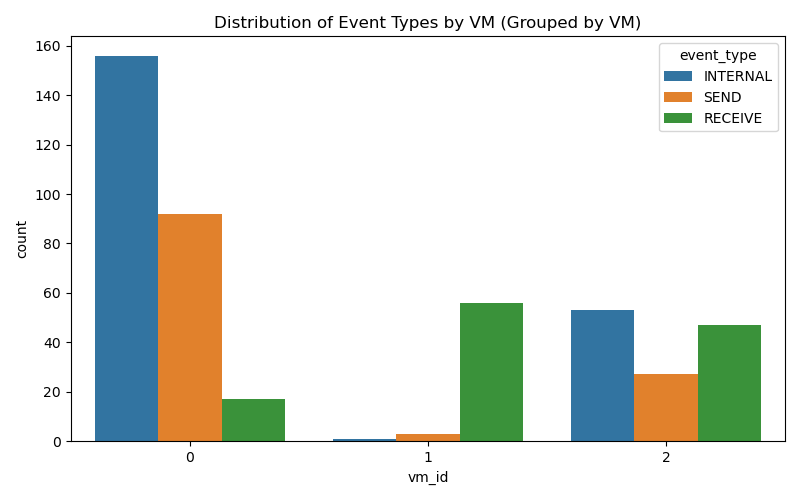 Distribution of Event Types by VM (Grouped by VM)
event_type
INTERNAL
SEND
RECEIVE
count
160
140
120
100
80
60
40
20
0
0 1 2
vm_id